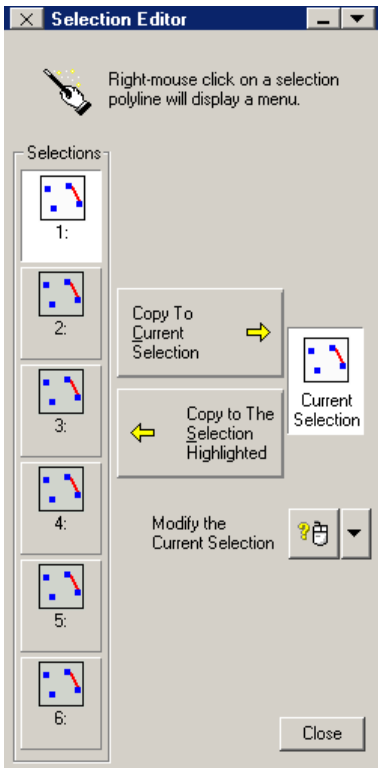 Selection Editor
Right-mouse click on a selection
polyline will display a menu.
Selections
1:
2:
3:
4:
5:
6:
Copy To
Current
Selection
Copy to The
Selection
Highlighted
Current
Selection
Modify the
Current Selection
Close